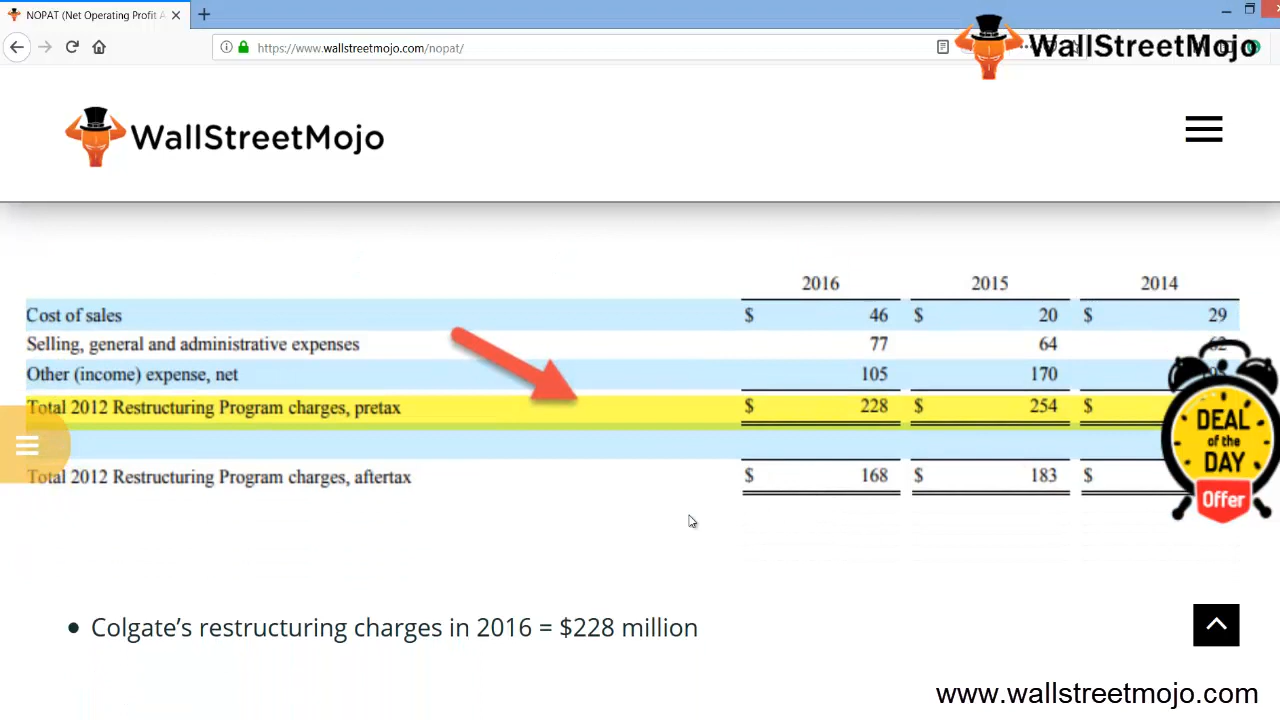 NOPAT (Net Operating Profit A
https://www.wallstreetmojo.com/nopat/
WallStreetMojo
WallStreetMojo
2016 2015 2014
Cost of sales $ 46 $ 20 $ 29
Selling, general and administrative expenses 77 64 62
Other (income) expense, net 105 170
Total 2012 Restructuring Program charges, pretax $ 228 $ 254 $
Total 2012 Restructuring Program charges, aftertax $ 168 $ 183 $
DEAL
of the
DAY
Offer
• Colgate’s restructuring charges in 2016 = $228 million
www.wallstreetmojo.com